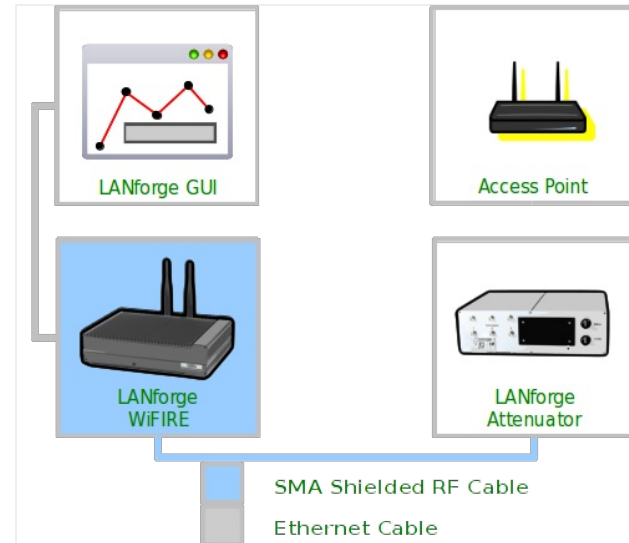 LANforge GUI
Access Point
LANforge
WiFIRE
LANforge
Attenuator
SMA Shielded RF Cable
Ethernet Cable